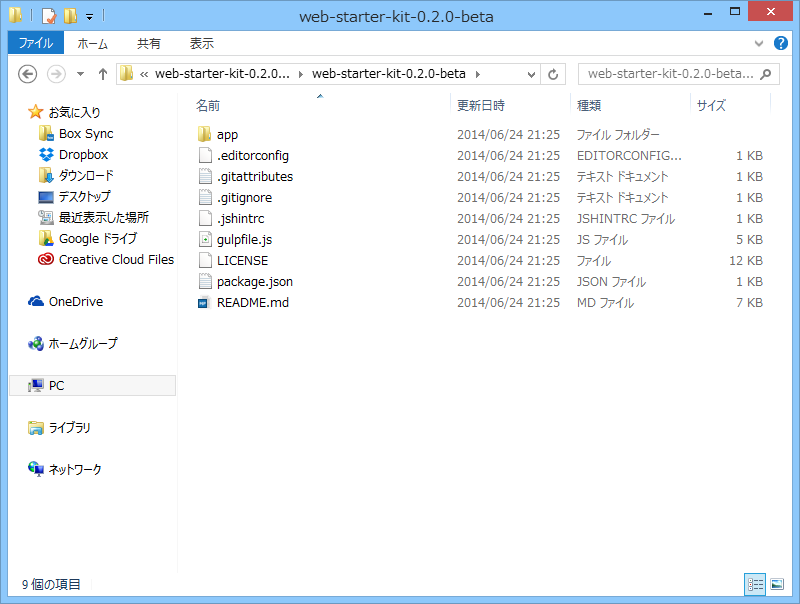 web-starter-kit-0.2.0-beta
ファイル ホーム 共有 表示
« web-starter-kit-0.2.0... web-starter-kit-0.2.0-beta web-starter-kit-0.2.0-beta...
名前 更新日時 種類 サイズ
お気に入り
Box Sync
Dropbox
ダウンロード
デスクトップ
最近表示した場所
Google ドライブ
Creative Cloud Files
OneDrive
ホームグループ
PC
ライブラリ
ネットワーク
app 2014/06/24 21:25 ファイル フォルダー
.editorconfig 2014/06/24 21:25 EDITORCONFIG... 1 KB
.gitattributes 2014/06/24 21:25 テキスト ドキュメント 1 KB
.gitignore 2014/06/24 21:25 テキスト ドキュメント 1 KB
.jshintrc 2014/06/24 21:25 JSHINTRC ファイル 1 KB
gulpfile.js 2014/06/24 21:25 JS ファイル 5 KB
LICENSE 2014/06/24 21:25 ファイル 12 KB
package.json 2014/06/24 21:25 JSON ファイル 1 KB
README.md 2014/06/24 21:25 MD ファイル 7 KB
9 個の項目